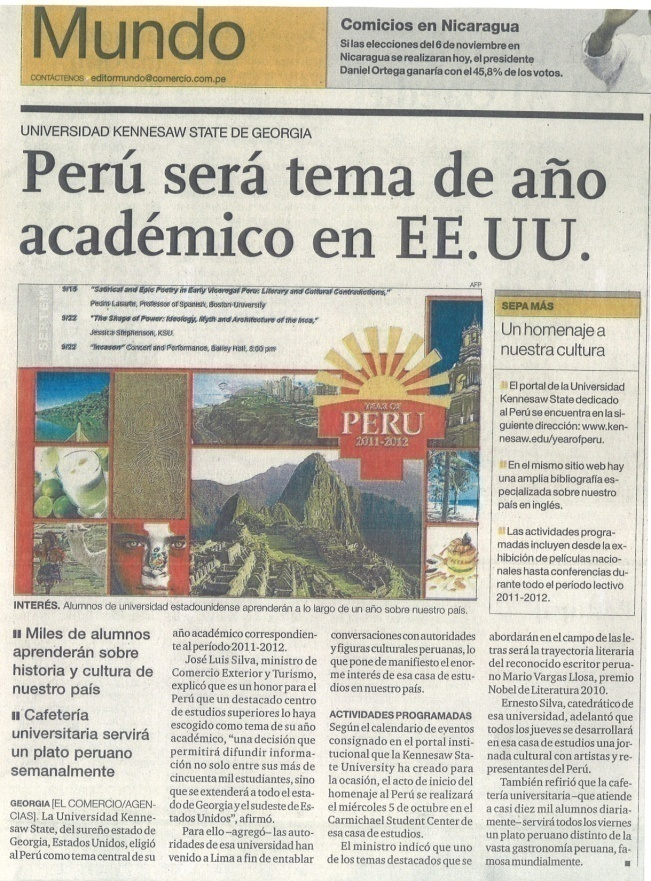 Mundo
CONTÁCTENOS editormundo@comercio.com.pe
Comicios en Nicaragua
Si las elecciones del 6 de noviembre en
Nicaragua se realizaran hoy, el presidente
Daniel Ortega ganaría con el 45,8% de los votos.
UNIVERSIDAD KENNESAW STATE DE GEORGIA
Perú será tema de año
académico en EE.UU.
AFP
9/15 "Satirical and Epic Poetry in Early Viceregal Peru: Literary and Cultural Contradictions,"
Pedro Lasarte, Professor of Spanish, Boston University
9/22 "The Shape of Power: Ideology, Myth and Architecture of the Inca,"
Jessica Stephenson, KSU
9/22 Concert and Performance, Bailey Hall, 8:00 pm
YEAR OF
PERU
2011-2012
INTERÉS. Alumnos de universidad estadounidense aprenderán a lo largo de un año sobre nuestro país.
SEPA MÁS
Un homenaje a
nuestra cultura
El portal de la Universidad
Kennesaw State dedicado
al Perú se encuentra en la si-
guiente dirección: www.ken-
nesaw.edu/yearofperu.
En el mismo sitio web hay
una amplia bibliografía es-
pecializada sobre nuestro
país en inglés.
Las actividades progra-
madas incluyen desde la ex-
hibición de películas nacio-
nales hasta conferencias du-
rante todo el período lectivo
2011-2012.
Miles de alumnos
aprenderán sobre
historia y cultura de
nuestro país
Cafetería
universitaria servirá
un plato peruano
semanalmente
GEORGIA [EL COMERCIO/AGEN-
CIAS]. La Universidad Kenne-
saw State, del sureño estado de
Georgia, Estados Unidos, eligió
al Perú como tema central de su
año académico correspondien-
te al período 2011-2012.
José Luis Silva, ministro de
Comercio Exterior y Turismo,
explicó que es un honor para el
Perú que un destacado centro
de estudios superiores lo haya
escogido como tema de su año
académico, "una decisión que
permitirá difundir informa-
ción no solo entre sus más de
cincuenta mil estudiantes, sino
que se extenderá a todo el esta-
do de Georgia y el sudeste de Es-
tados Unidos", afirmó.
Para ello –agregó– las auto-
ridades de esa universidad han
venido a Lima a fin de entablar
conversaciones con autoridades
y figuras culturales peruanas, lo
que pone de manifiesto el enor-
me interés de esa casa de estu-
dios en nuestro país.
ACTIVIDADES PROGRAMADAS
Según el calendario de eventos
consignado en el portal insti-
tucional que la Kennesaw Sta-
te University ha creado para
la ocasión, el acto de inicio del
homenaje al Perú se realizará
el miércoles 5 de octubre en el
Carmichael Student Center de
esa casa de estudios.
El ministro indicó que uno
de los temas destacados que se
abordarán en el campo de las le-
tras será la trayectoria literaria
del reconocido escritor perua-
no Mario Vargas Llosa, premio
Nobel de Literatura 2010.
Ernesto Silva, catedrático de
esa universidad, adelantó que
todos los jueves se desarrollará
en esa casa de estudios una jor-
nada cultural con artistas y re-
presentantes del Perú.
También refirió que la cafe-
tería universitaria –que atiende
a casi diez mil alumnos diaria-
mente– servirá todos los viernes
un plato peruano distinto de la
vasta gastronomía peruana, fa-
mosa mundialmente.